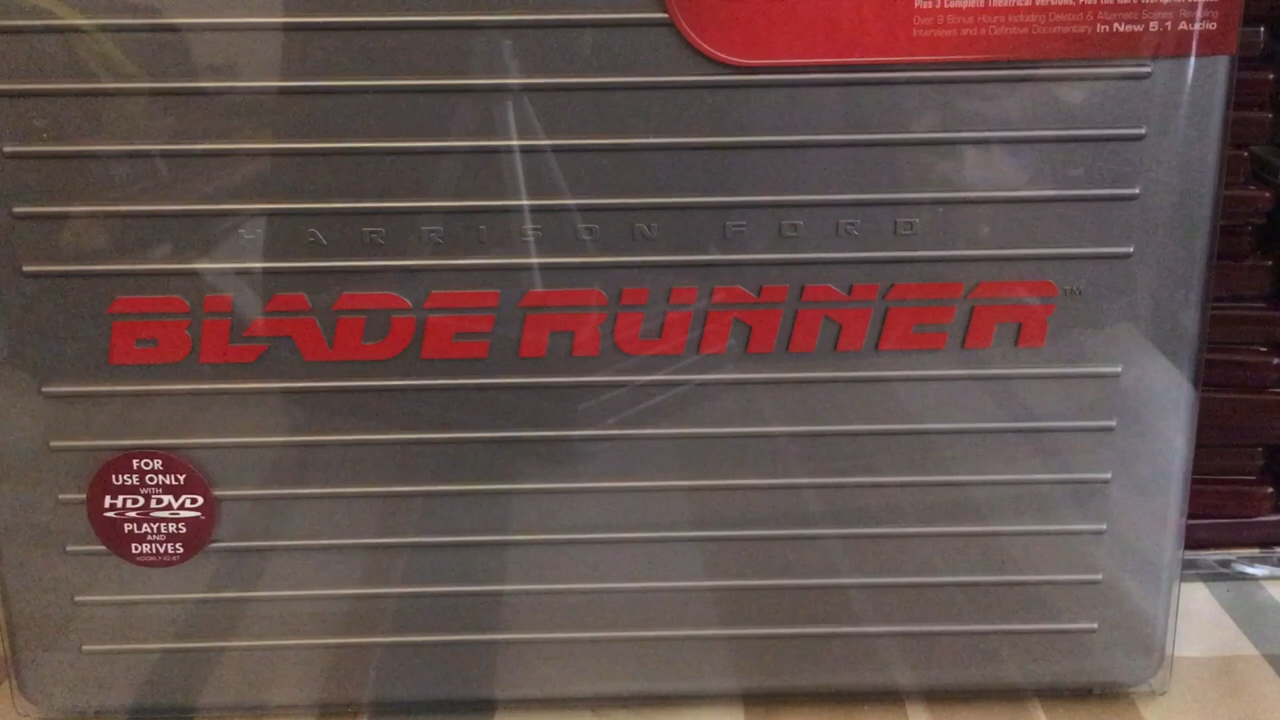 Plus 3 Complete Theatrical Versions, Plus the Rare Workprint Version
Over 9 Bonus Hours Including Deleted & Alternate Scenes, Revealing
Interviews and a Definitive Documentary In New 5.1 Audio
HARRISON FORD
BLADE RUNNER™
FOR
USE ONLY
WITH
HD DVD™
PLAYERS
AND
DRIVES